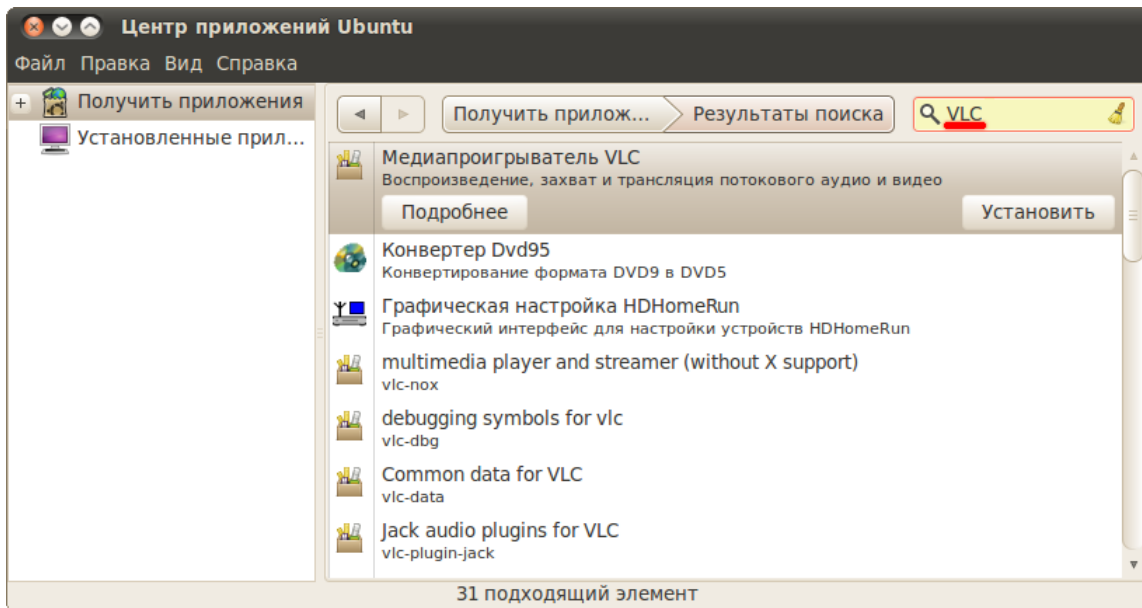 Центр приложений Ubuntu
Файл Правка Вид Справка
Получить приложения
Установленные прил...
Получить прилож... Результаты поиска VLC
Медиапроигрыватель VLC
Воспроизведение, захват и трансляция потокового аудио и видео
Подробнее Установить
Конвертер Dvd95
Конвертирование формата DVD9 в DVD5
Графическая настройка HDHomeRun
Графический интерфейс для настройки устройств HDHomeRun
multimedia player and streamer (without X support)
vlc-nox
debugging symbols for vlc
vlc-dbg
Common data for VLC
vlc-data
Jack audio plugins for VLC
vlc-plugin-jack
31 подходящий элемент